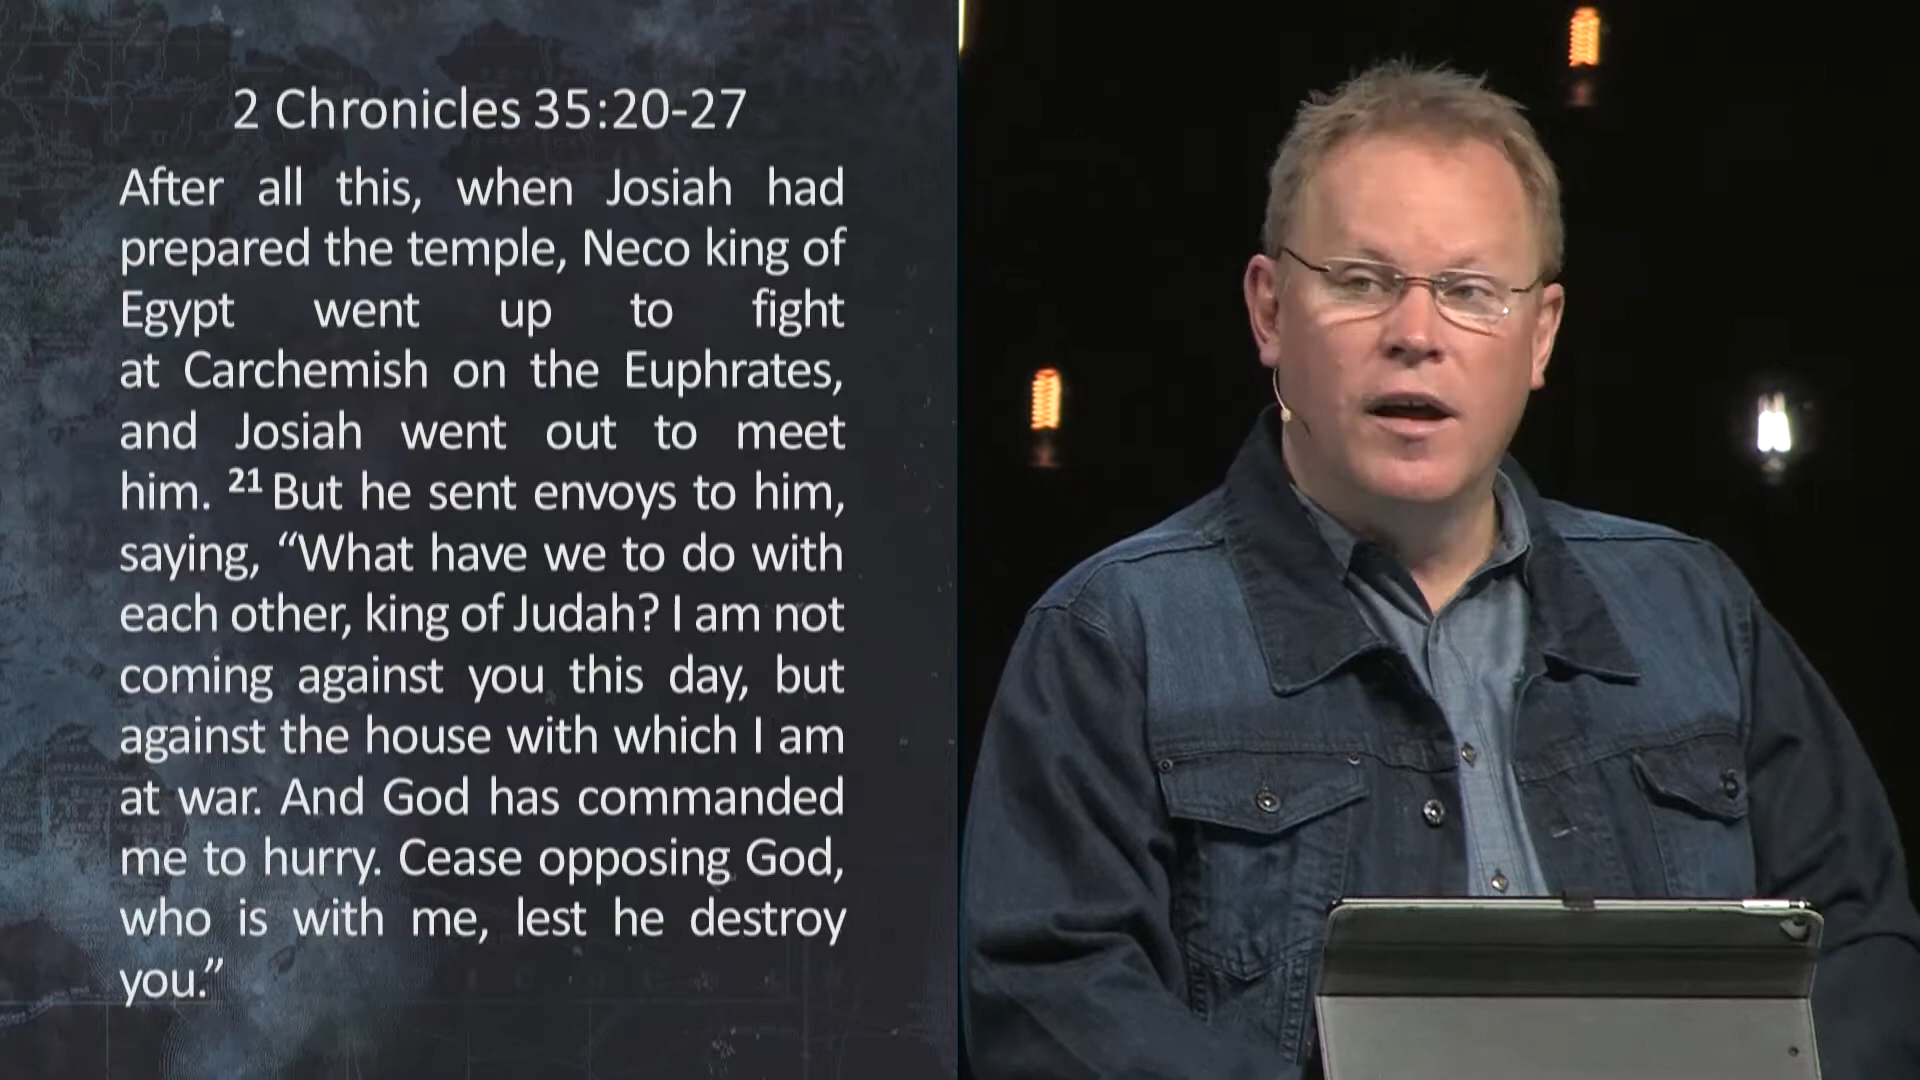 2 Chronicles 35:20-27
After all this, when Josiah had
prepared the temple, Neco king of
Egypt went up to fight
at Carchemish on the Euphrates,
and Josiah went out to meet
him. 21 But he sent envoys to him,
saying, “What have we to do with
each other, king of Judah? I am not
coming against you this day, but
against the house with which I am
at war. And God has commanded
me to hurry. Cease opposing God,
who is with me, lest he destroy
you.”